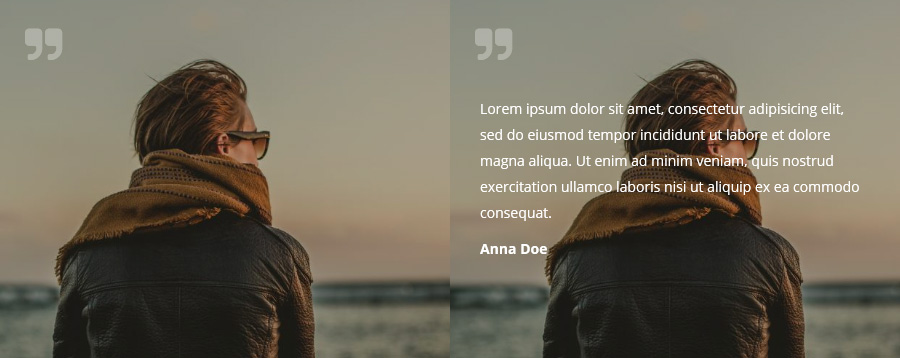 Lorem ipsum dolor sit amet, consectetur adipisicing elit,
sed do eiusmod tempor incididunt ut labore et dolore
magna aliqua. Ut enim ad minim veniam, quis nostrud
exercitation ullamco laboris nisi ut aliquip ex ea commodo
consequat.
Anna Doe